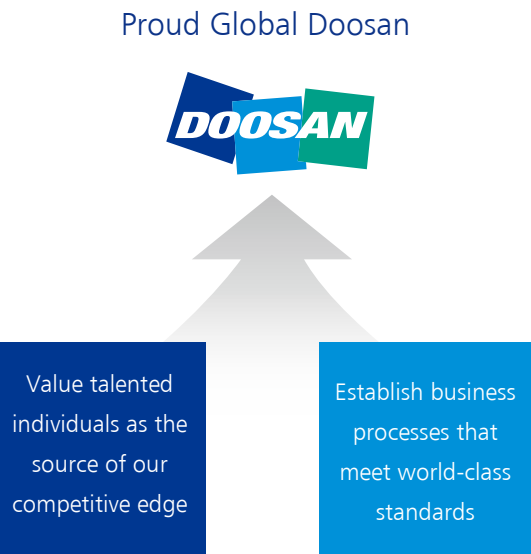 Proud Global Doosan
DOOSAN
Value talented
individuals as the
source of our
competitive edge
Establish business
processes that
meet world-class
standards